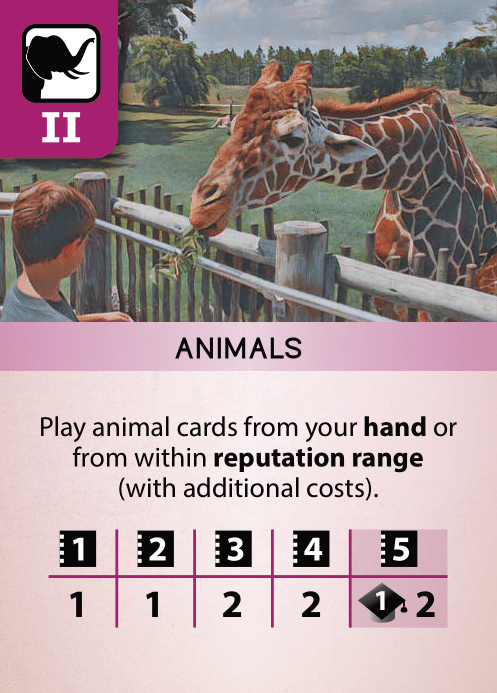 II
ANIMALS
Play animal cards from your hand or
from within reputation range
(with additional costs).
1 2 3 4 5
1 1 2 2 1 2